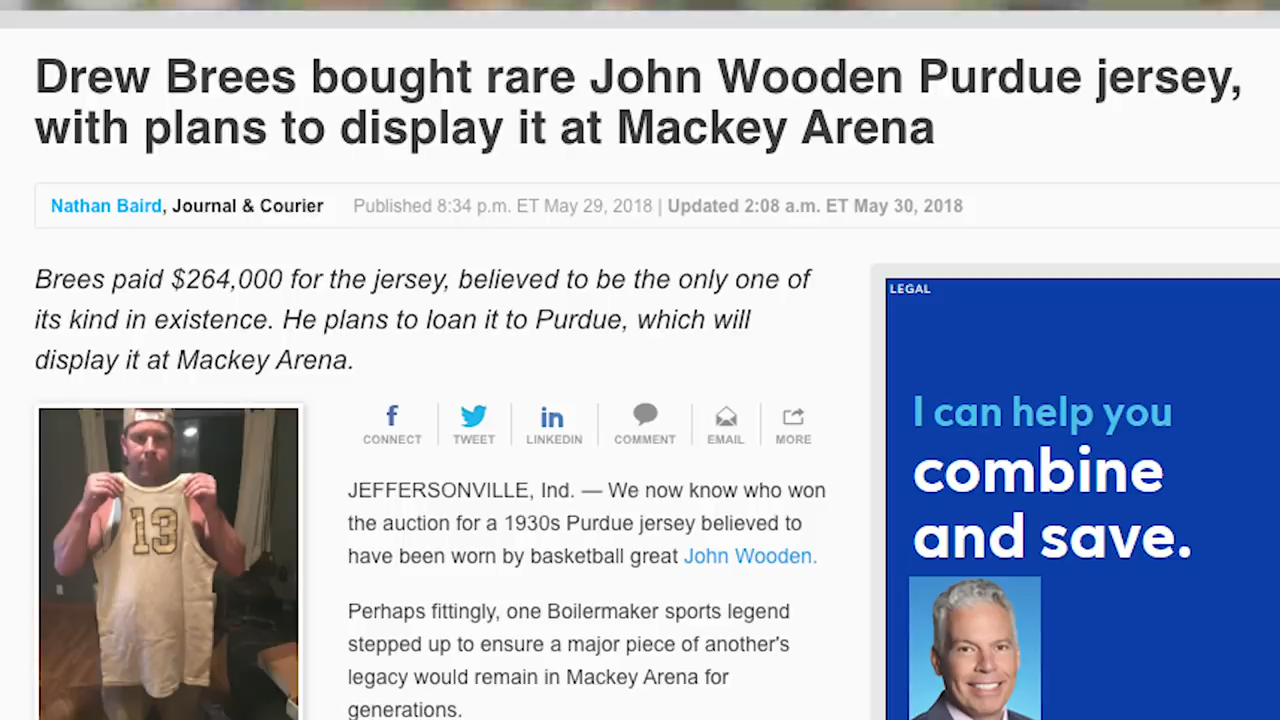 Drew Brees bought rare John Wooden Purdue jersey,
with plans to display it at Mackey Arena
Nathan Baird, Journal & Courier Published 8:34 p.m. ET May 29, 2018 | Updated 2:08 a.m. ET May 30, 2018
Brees paid $264,000 for the jersey, believed to be the only one of
its kind in existence. He plans to loan it to Purdue, which will
display it at Mackey Arena.
13
f
in
CONNECT TWEET LINKEDIN COMMENT EMAIL MORE
JEFFERSONVILLE, Ind. — We now know who won
the auction for a 1930s Purdue jersey believed to
have been worn by basketball great John Wooden.
Perhaps fittingly, one Boilermaker sports legend
stepped up to ensure a major piece of another's
legacy would remain in Mackey Arena for
generations.
LEGAL
I can help you
combine
and save.